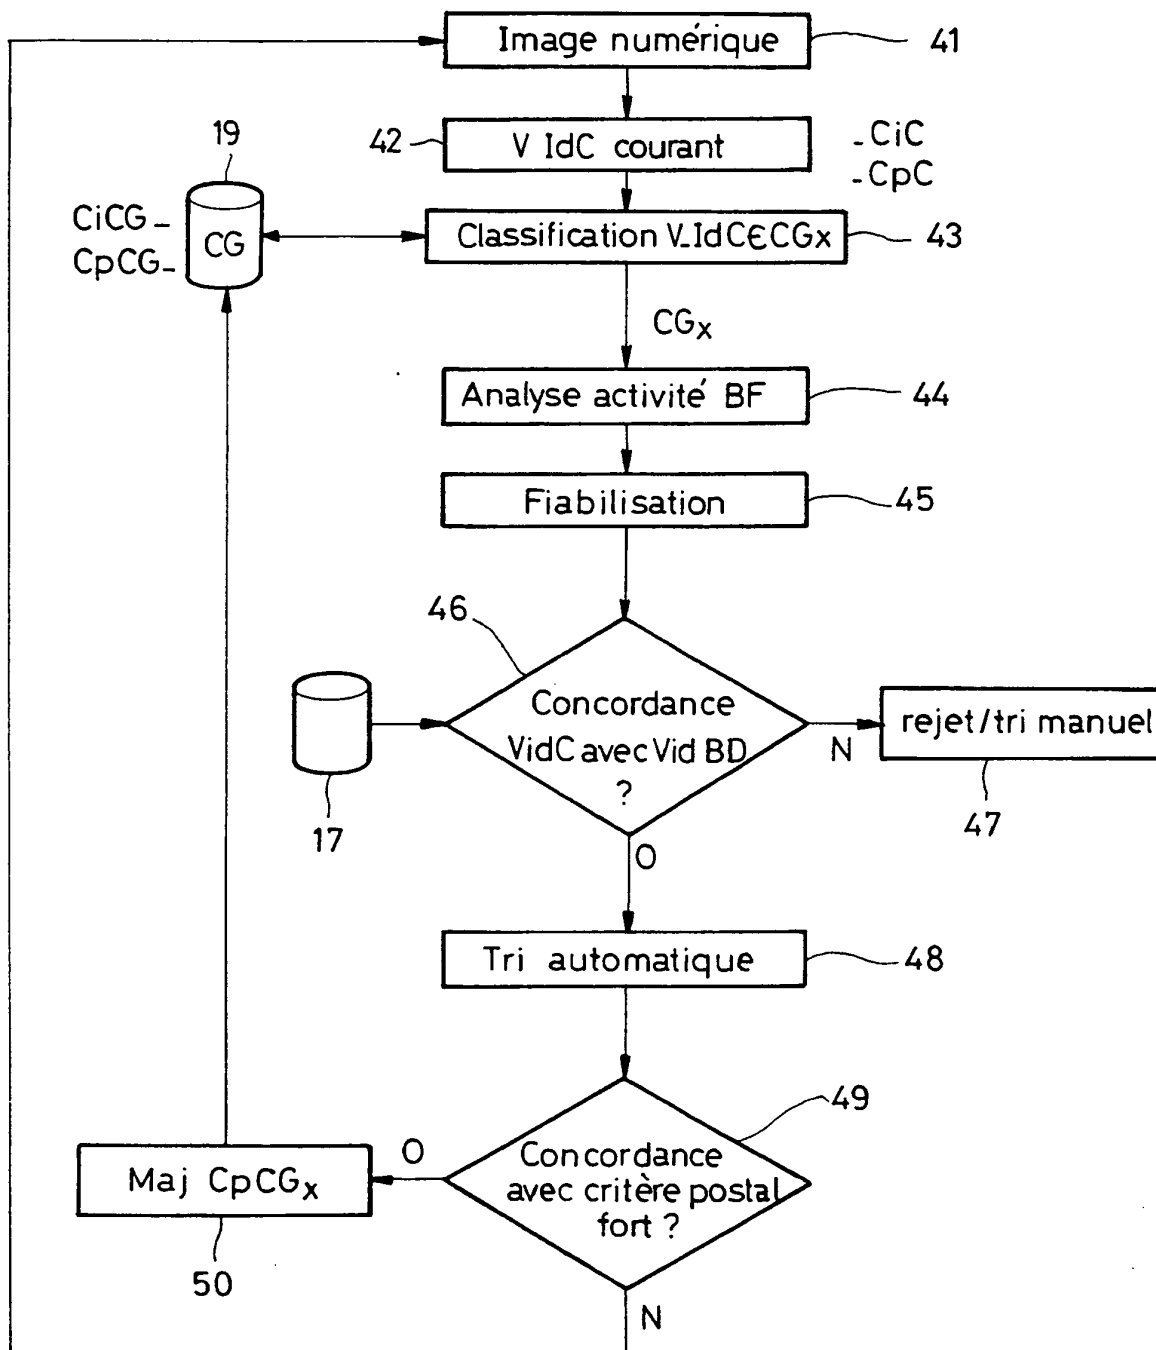 Image numérique
41
42
V IdC courant
- CiC
- CpC
19
CiCG -
CpCG -
CG
Classification V-IdC∈CGx
43
CGx
Analyse activité BF
44
Fiabilisation
45
46
Concordance
VidC avec Vid BD
?
N
rejet/tri manuel
47
17
O
Tri automatique
48
49
Concordance
avec critère postal
fort ?
O
Maj CpCGx
50
N